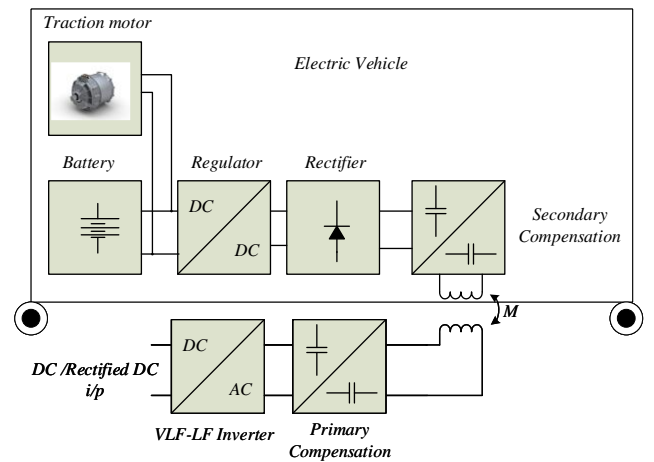 Traction motor
Electric Vehicle
Battery
Regulator
Rectifier
DC
DC
Secondary
Compensation
M
DC /Rectified DC
i/p
DC
AC
VLF-LF Inverter
Primary
Compensation